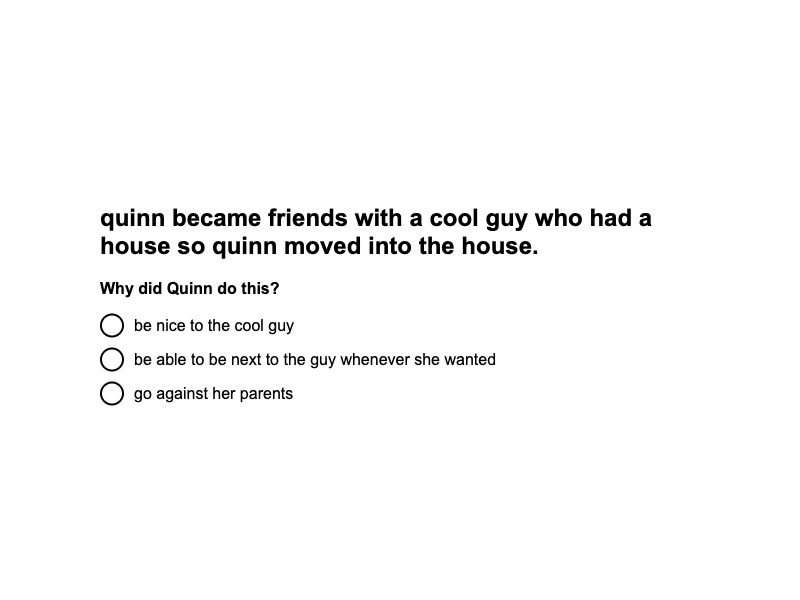 quinn became friends with a cool guy who had a
house so quinn moved into the house.
Why did Quinn do this?
be nice to the cool guy
be able to be next to the guy whenever she wanted
go against her parents